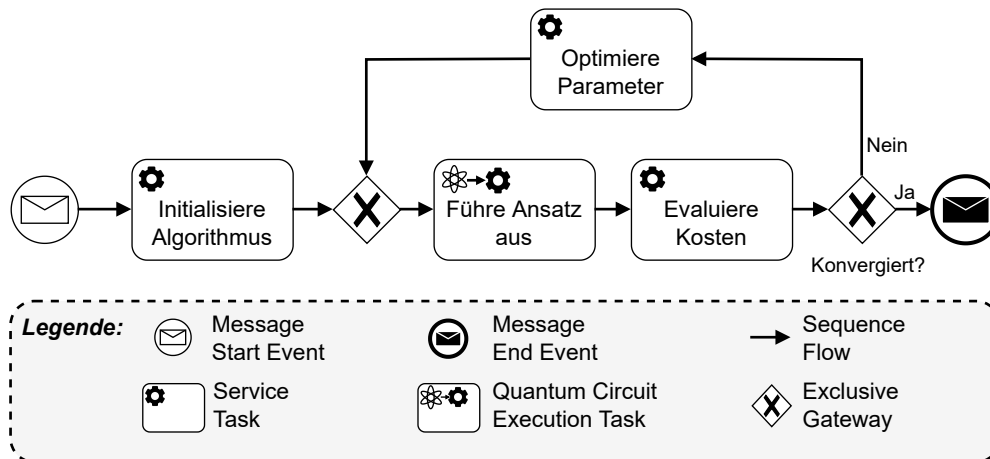 Optimiere
Parameter
Nein
Initialisiere
Algorithmus
Führe Ansatz
aus
Evaluiere
Kosten
Ja
Konvergiert?
Legende:
Message
Start Event
Message
End Event
Sequence
Flow
Service
Task
Quantum Circuit
Execution Task
Exclusive
Gateway